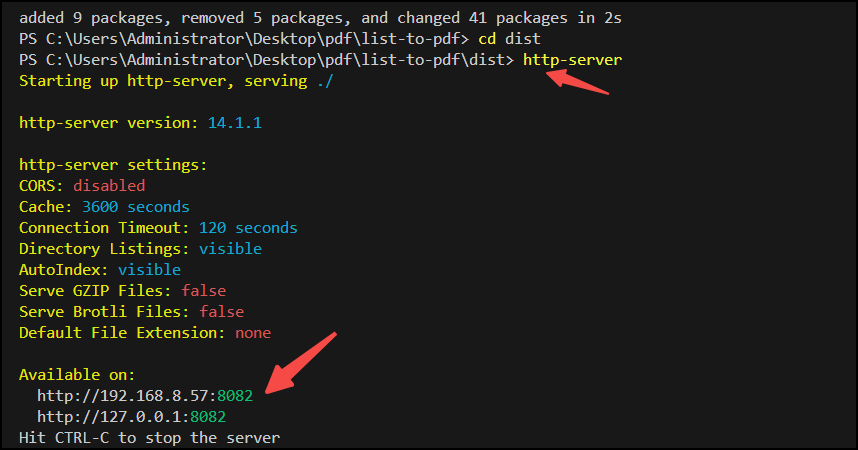 added 9 packages, removed 5 packages, and changed 41 packages in 2s
PS C:\Users\Administrator\Desktop\pdf\list-to-pdf> cd dist
PS C:\Users\Administrator\Desktop\pdf\list-to-pdf\dist> http-server
Starting up http-server, serving ./
http-server version: 14.1.1
http-server settings:
CORS: disabled
Cache: 3600 seconds
Connection Timeout: 120 seconds
Directory Listings: visible
AutoIndex: visible
Serve GZIP Files: false
Serve Brotli Files: false
Default File Extension: none
Available on:
http://192.168.8.57:8082
http://127.0.0.1:8082
Hit CTRL-C to stop the server